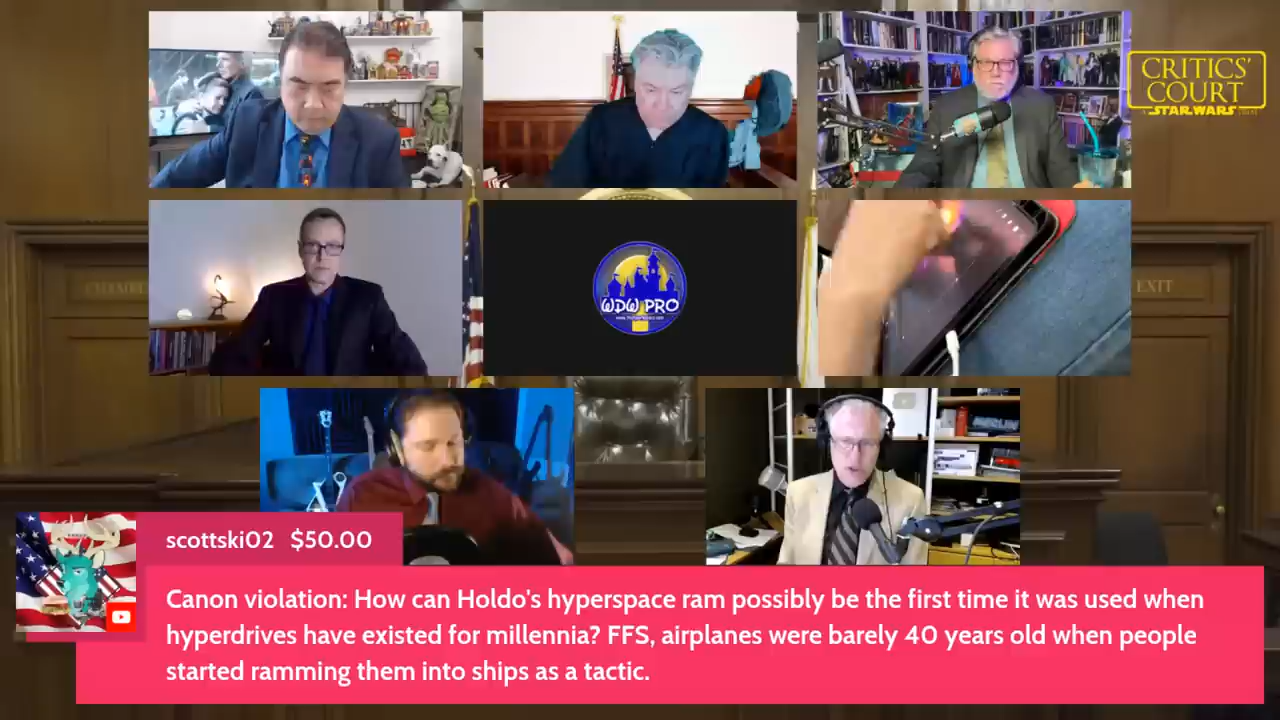 CRITICS'
COURT
STAR WARS
CHAMBERS
EXIT
WDW PRO
scottski02 $50.00
Canon violation: How can Holdo's hyperspace ram possibly be the first time it was used when
hyperdrives have existed for millennia? FFS, airplanes were barely 40 years old when people
started ramming them into ships as a tactic.